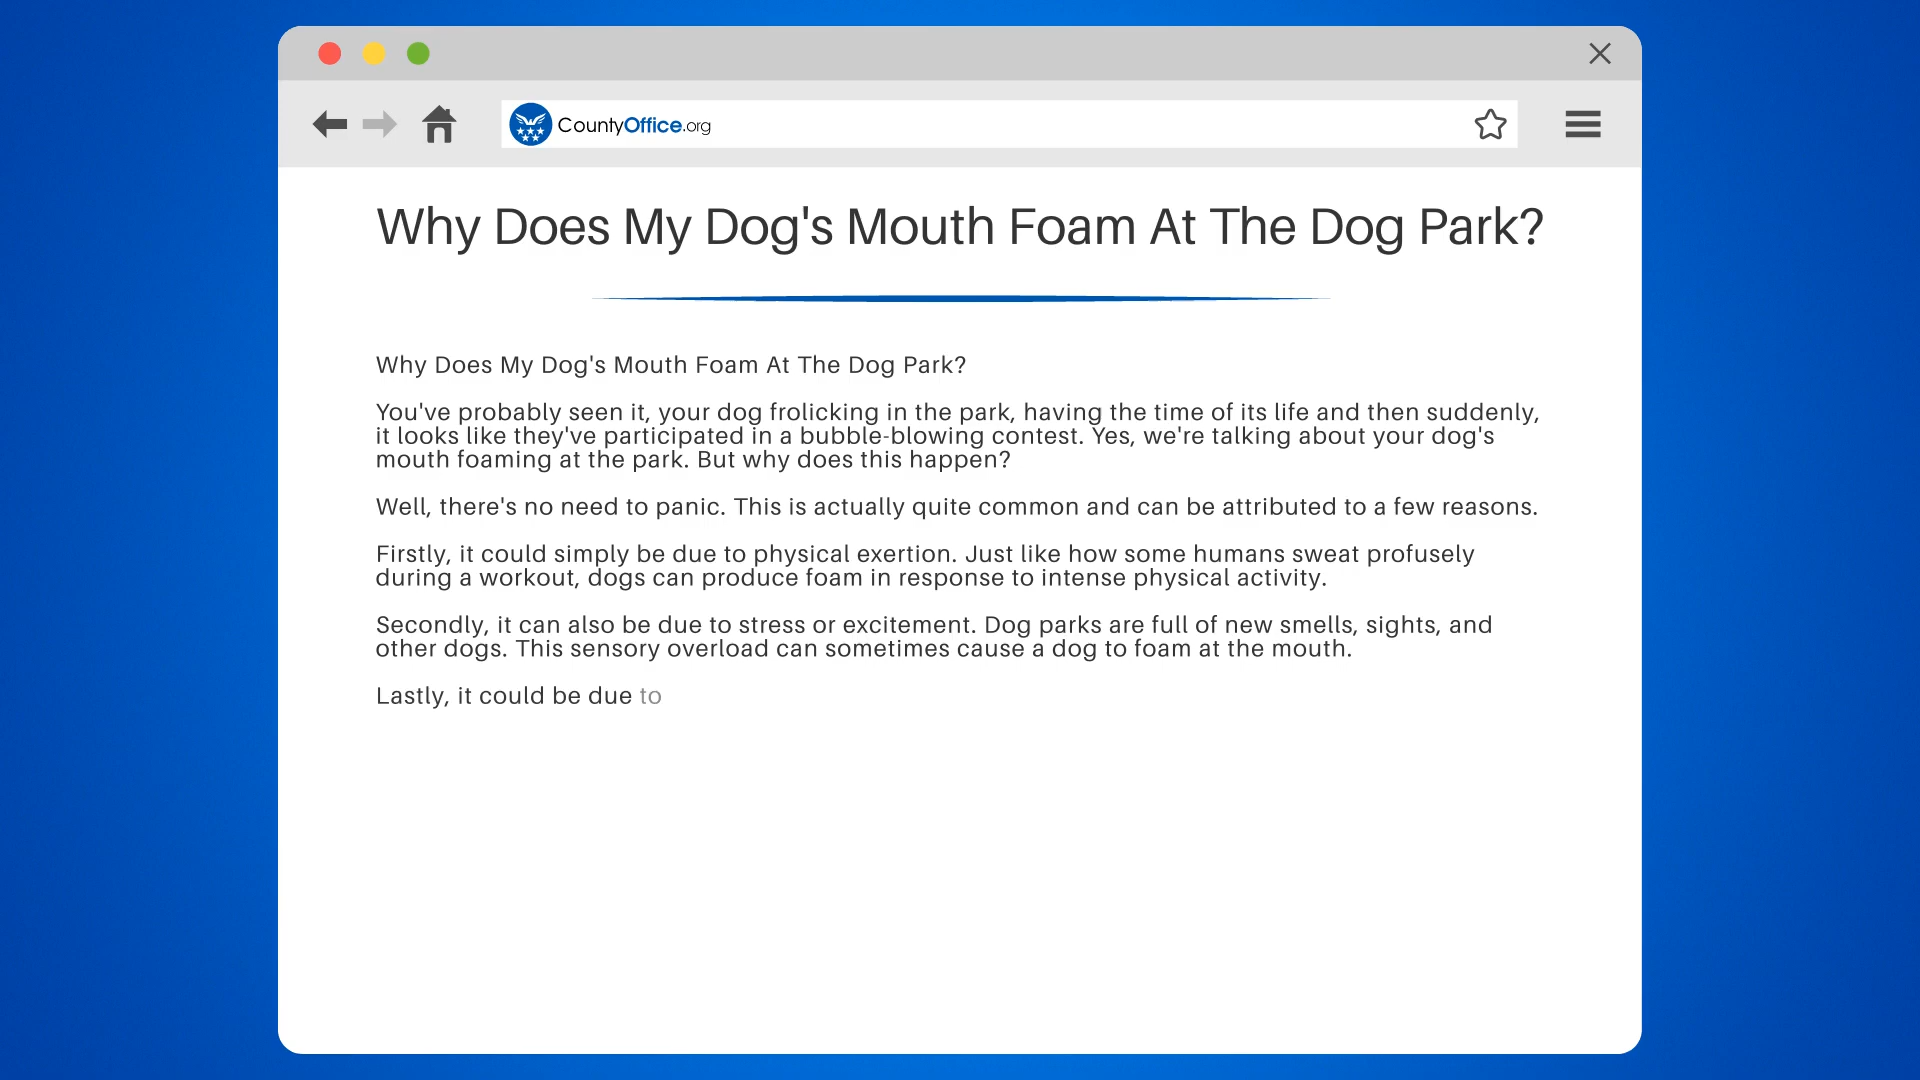 CountyOffice.org
Why Does My Dog's Mouth Foam At The Dog Park?
Why Does My Dog's Mouth Foam At The Dog Park?
You've probably seen it, your dog frolicking in the park, having the time of its life and then suddenly,
it looks like they've participated in a bubble-blowing contest. Yes, we're talking about your dog's
mouth foaming at the park. But why does this happen?
Well, there's no need to panic. This is actually quite common and can be attributed to a few reasons.
Firstly, it could simply be due to physical exertion. Just like how some humans sweat profusely
during a workout, dogs can produce foam in response to intense physical activity.
Secondly, it can also be due to stress or excitement. Dog parks are full of new smells, sights, and
other dogs. This sensory overload can sometimes cause a dog to foam at the mouth.
Lastly, it could be due to